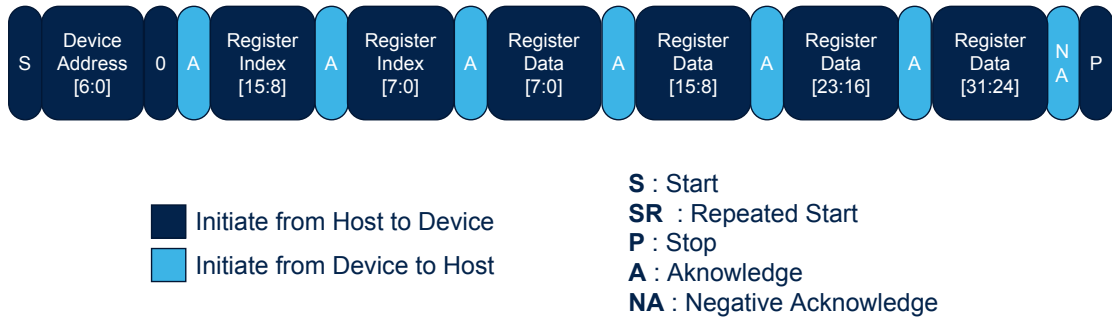 S
Device
Address
[6:0]
0
A
Register
Index
[15:8]
A
Register
Index
[7:0]
A
Register
Data
[7:0]
A
Register
Data
[15:8]
A
Register
Data
[23:16]
A
Register
Data
[31:24]
N
A
P
Initiate from Host to Device
Initiate from Device to Host
S : Start
SR : Repeated Start
P : Stop
A : Aknowledge
NA : Negative Acknowledge